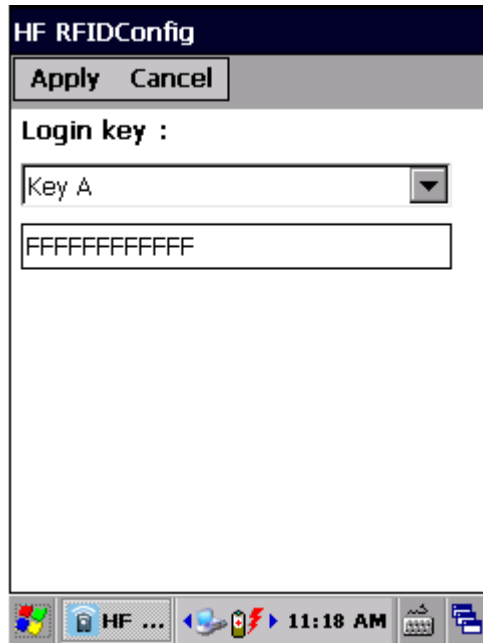 HF RFIDConfig
Apply Cancel
Login key :
Key A
FFFFFFFFFFFF
HF ... 11:18 AM